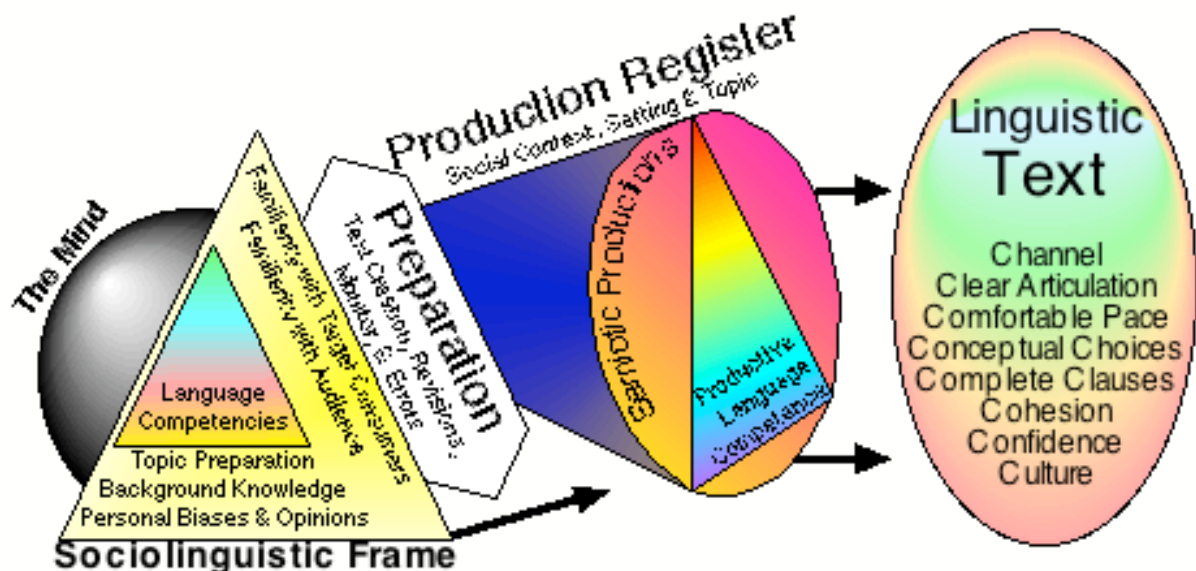 The Mind
Language
Competencies
Topic Preparation
Background Knowledge
Personal Biases & Opinions
Sociolinguistic Frame
Familiarity with Target Consumers
Familiarity with Audience
Preparation
Text Creation, Revisions,
Monitor, & Errors
Production Register
Social Context, Setting & Topic
Semiotic Productions
Productive
Language
Competencies
Linguistic
Text
Channel
Clear Articulation
Comfortable Pace
Conceptual Choices
Complete Clauses
Cohesion
Confidence
Culture